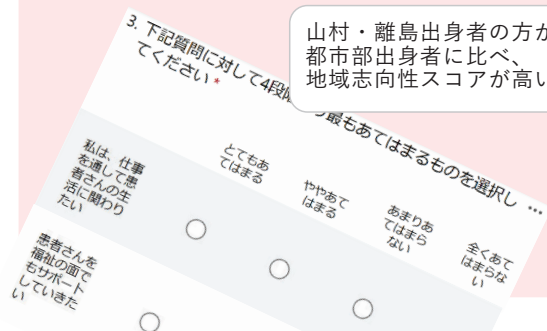 山村・離島出身者の方が
都市部出身者に比べ、
地域志向性スコアが高い
3. 下記質問に対して4段階 り最もあてはまるものを選択し ...
てください *
とてもあ
てはまる
ややあて
はまる
あまりあ
てはまら
ない
全くあて
はまらな
い
私は、仕事
を通して患
者さんの生
活に関わり
たい
患者さんを
福祉の面で
もサポート
していきた
い